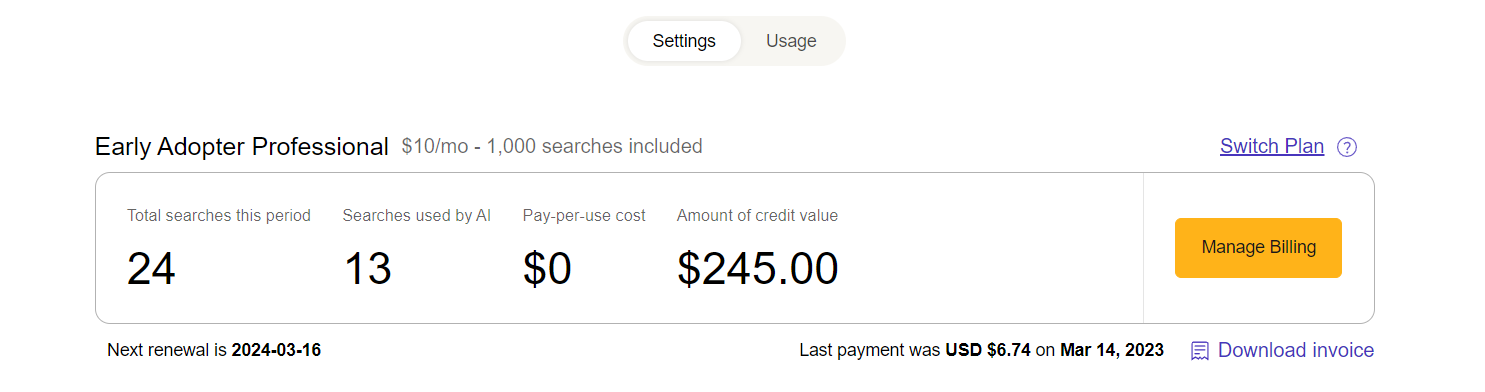 Settings Usage
Early Adopter Professional $10/mo - 1,000 searches included Switch Plan ?
Total searches this period Searches used by AI Pay-per-use cost Amount of credit value
24 13 $0 $245.00
Manage Billing
Next renewal is 2024-03-16 Last payment was USD $6.74 on Mar 14, 2023 Download invoice